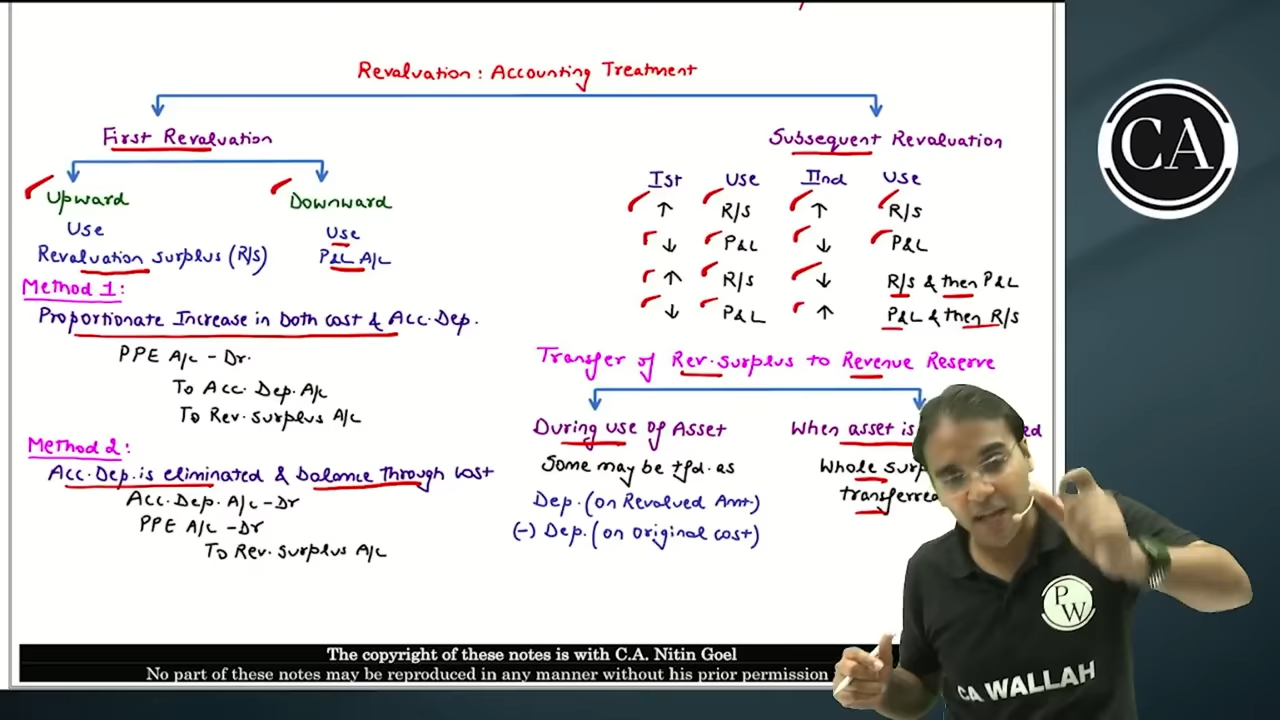 Revaluation : Accounting Treatment
First Revaluation
Upward
Use
Revaluation surplus (R/S)
Downward
Use
P&L A/c
Method 1:
Proportionate Increase in both cost & Acc. Dep.
PPE A/c - Dr.
To Acc. Dep. A/c
To Rev. surplus A/c
Method 2:
Acc. Dep. is eliminated & balance through cost
Acc. Dep. A/c - Dr
PPE A/c - Dr
To Rev. surplus A/c
Subsequent Revaluation
Ist Use IInd Use
↑ R/S ↑ R/S
↓ P&L ↓ P&L
↑ R/S ↓ R/S & then P&L
↓ P&L ↑ P&L & then R/S
Transfer of Rev. surplus to Revenue Reserve
During use of Asset
Some may be tfd. as
Dep. (on Revalued Amt.)
(-) Dep. (on original cost)
When asset is
Whole
transferred
The copyright of these notes is with C.A. Nitin Goel
No part of these notes may be reproduced in any manner without his prior permission
CA
PW
CA WALLAH